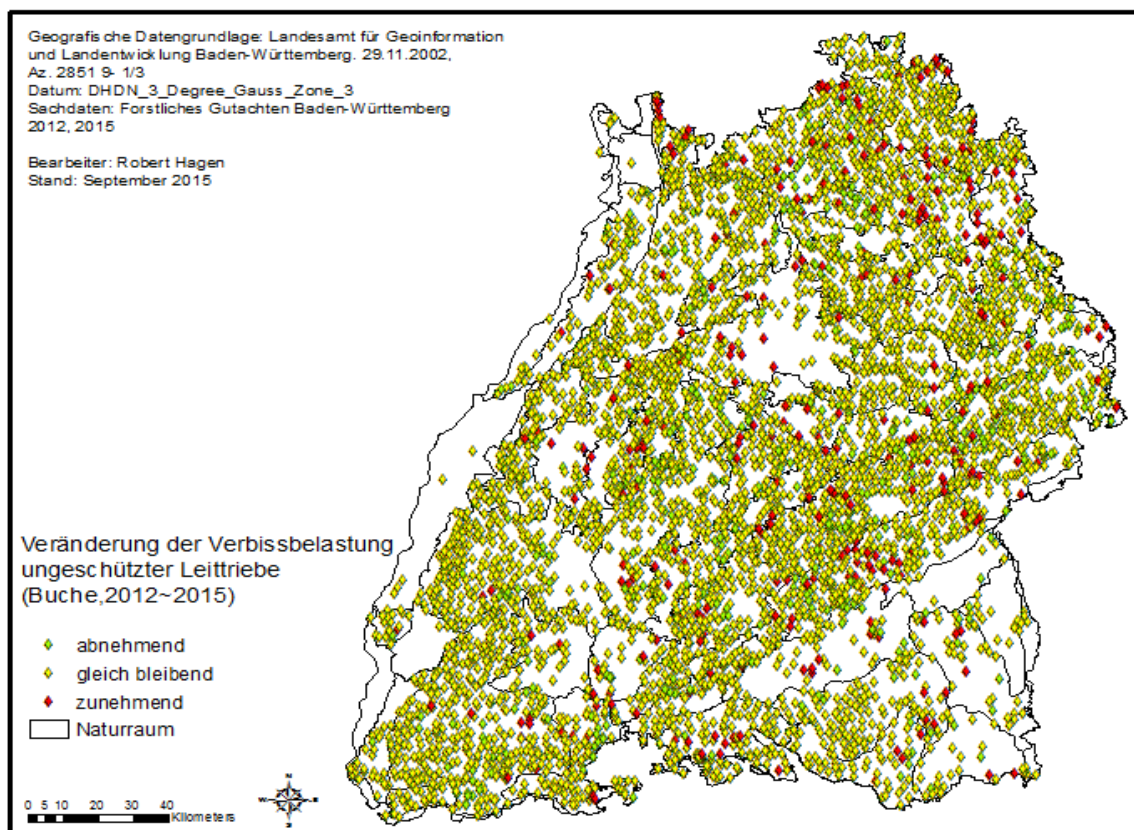 Geografische Datengrundlage: Landesamt für Geoinformation
und Landentwicklung Baden-Württemberg. 29.11.2002,
Az. 2851 9- 1/3
Datum: DHDN_3_Degree_Gauss_Zone_3
Sachdaten: Forstliches Gutachten Baden-Württemberg
2012, 2015
Bearbeiter: Robert Hagen
Stand: September 2015
Veränderung der Verbissbelastung
ungeschützter Leittriebe
(Buche,2012~2015)
abnehmend
gleich bleibend
zunehmend
Naturraum
0 5 10 20 30 40
Kilometers
N
W E
S